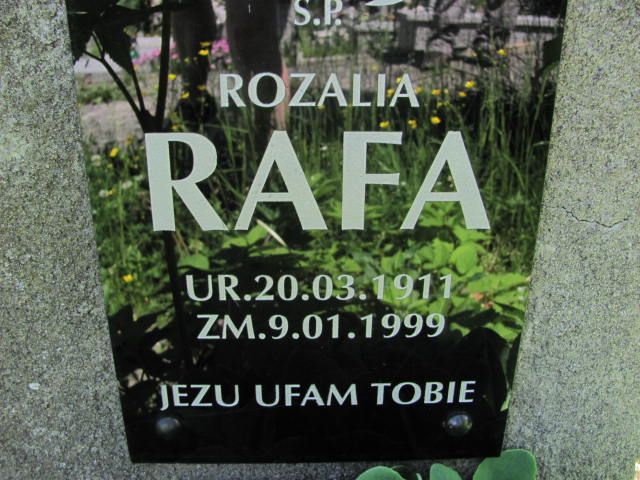 S.P.
ROZALIA
RAFA
UR.20.03.1911
ZM.9.01.1999
JEZU UFAM TOBIE